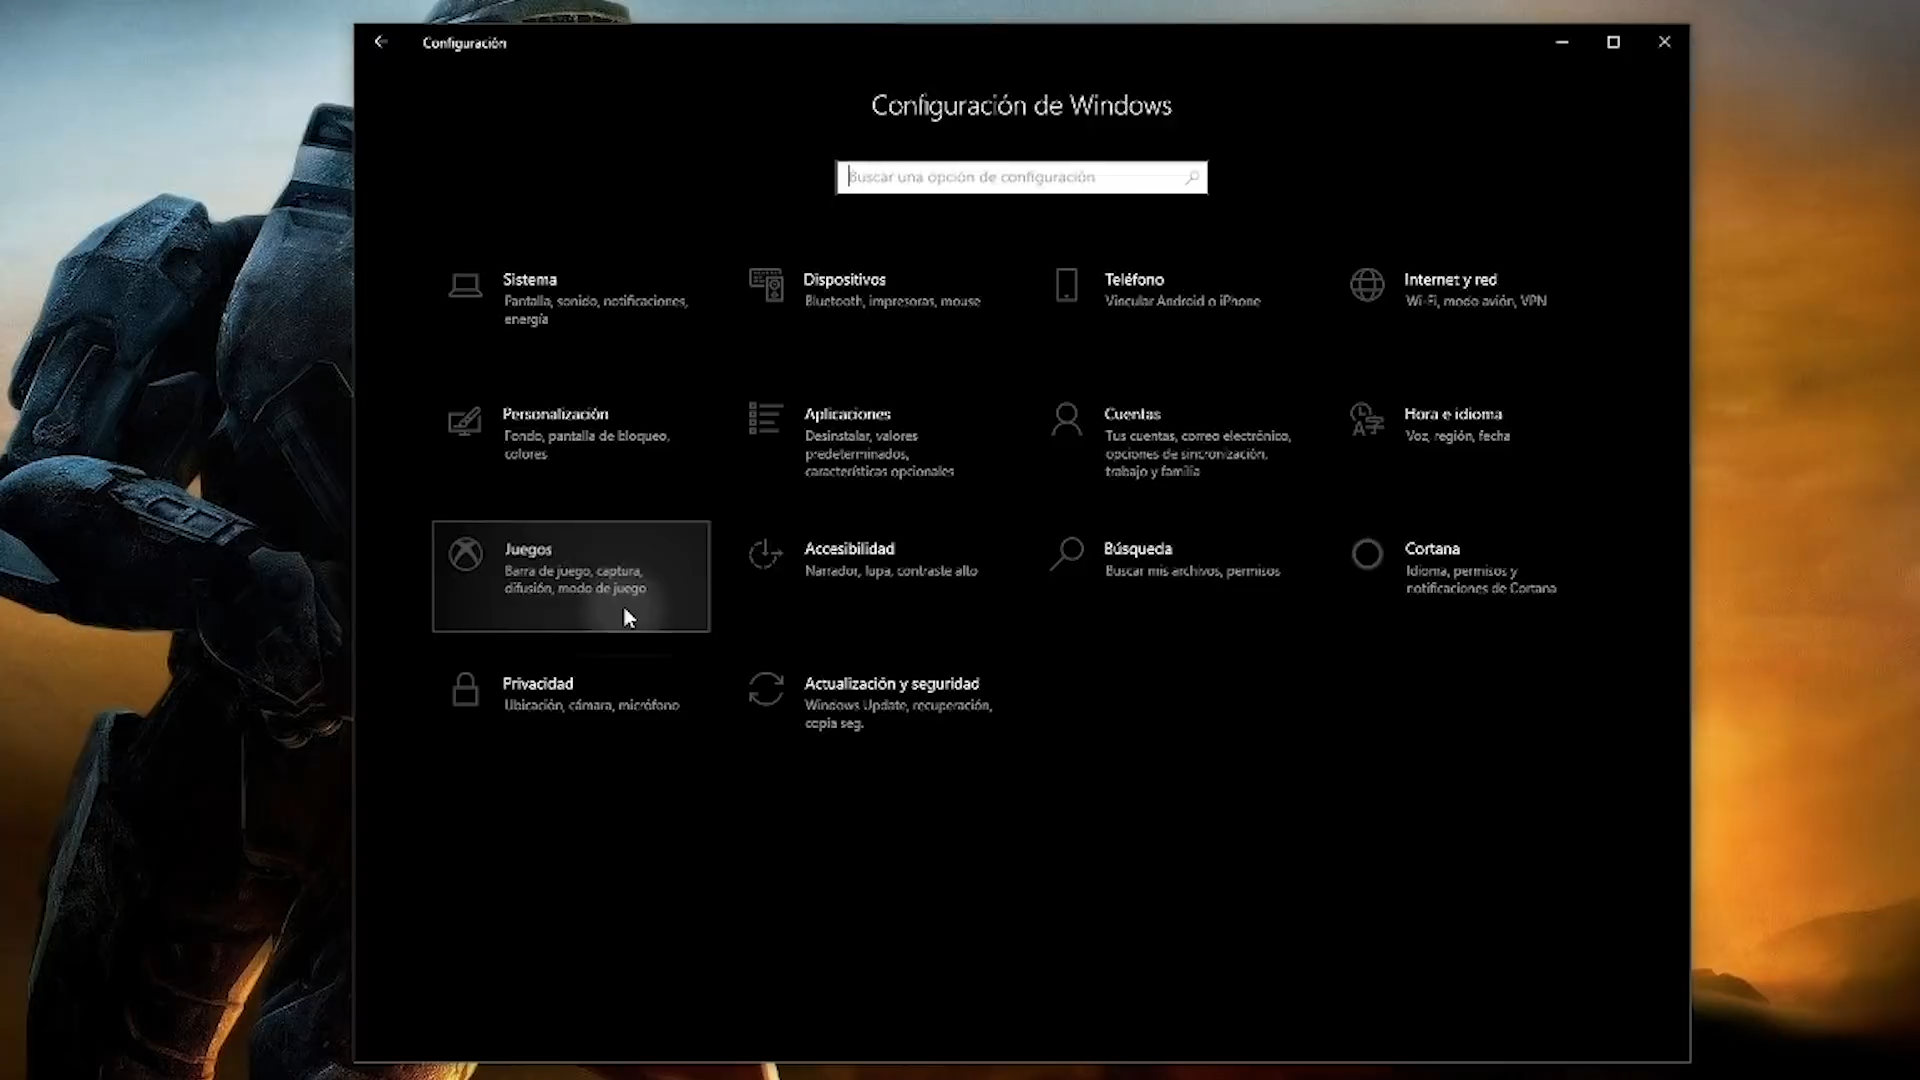 Configuración
Configuración de Windows
Buscar una opción de configuración
Sistema
Pantalla, sonido, notificaciones,
energía
Dispositivos
Bluetooth, impresoras, mouse
Teléfono
Vincular Android o iPhone
Internet y red
Wi-Fi, modo avión, VPN
Personalización
Fondo, pantalla de bloqueo,
colores
Aplicaciones
Desinstalar, valores
predeterminados,
características opcionales
Cuentas
Tus cuentas, correo electrónico,
opciones de sincronización,
trabajo y familia
Hora e idioma
Voz, región, fecha
Juegos
Barra de juego, captura,
difusión, modo de juego
Accesibilidad
Narrador, lupa, contraste alto
Búsqueda
Buscar mis archivos, permisos
Cortana
Idioma, permisos y
notificaciones de Cortana
Privacidad
Ubicación, cámara, micrófono
Actualización y seguridad
Windows Update, recuperación,
copia seg.